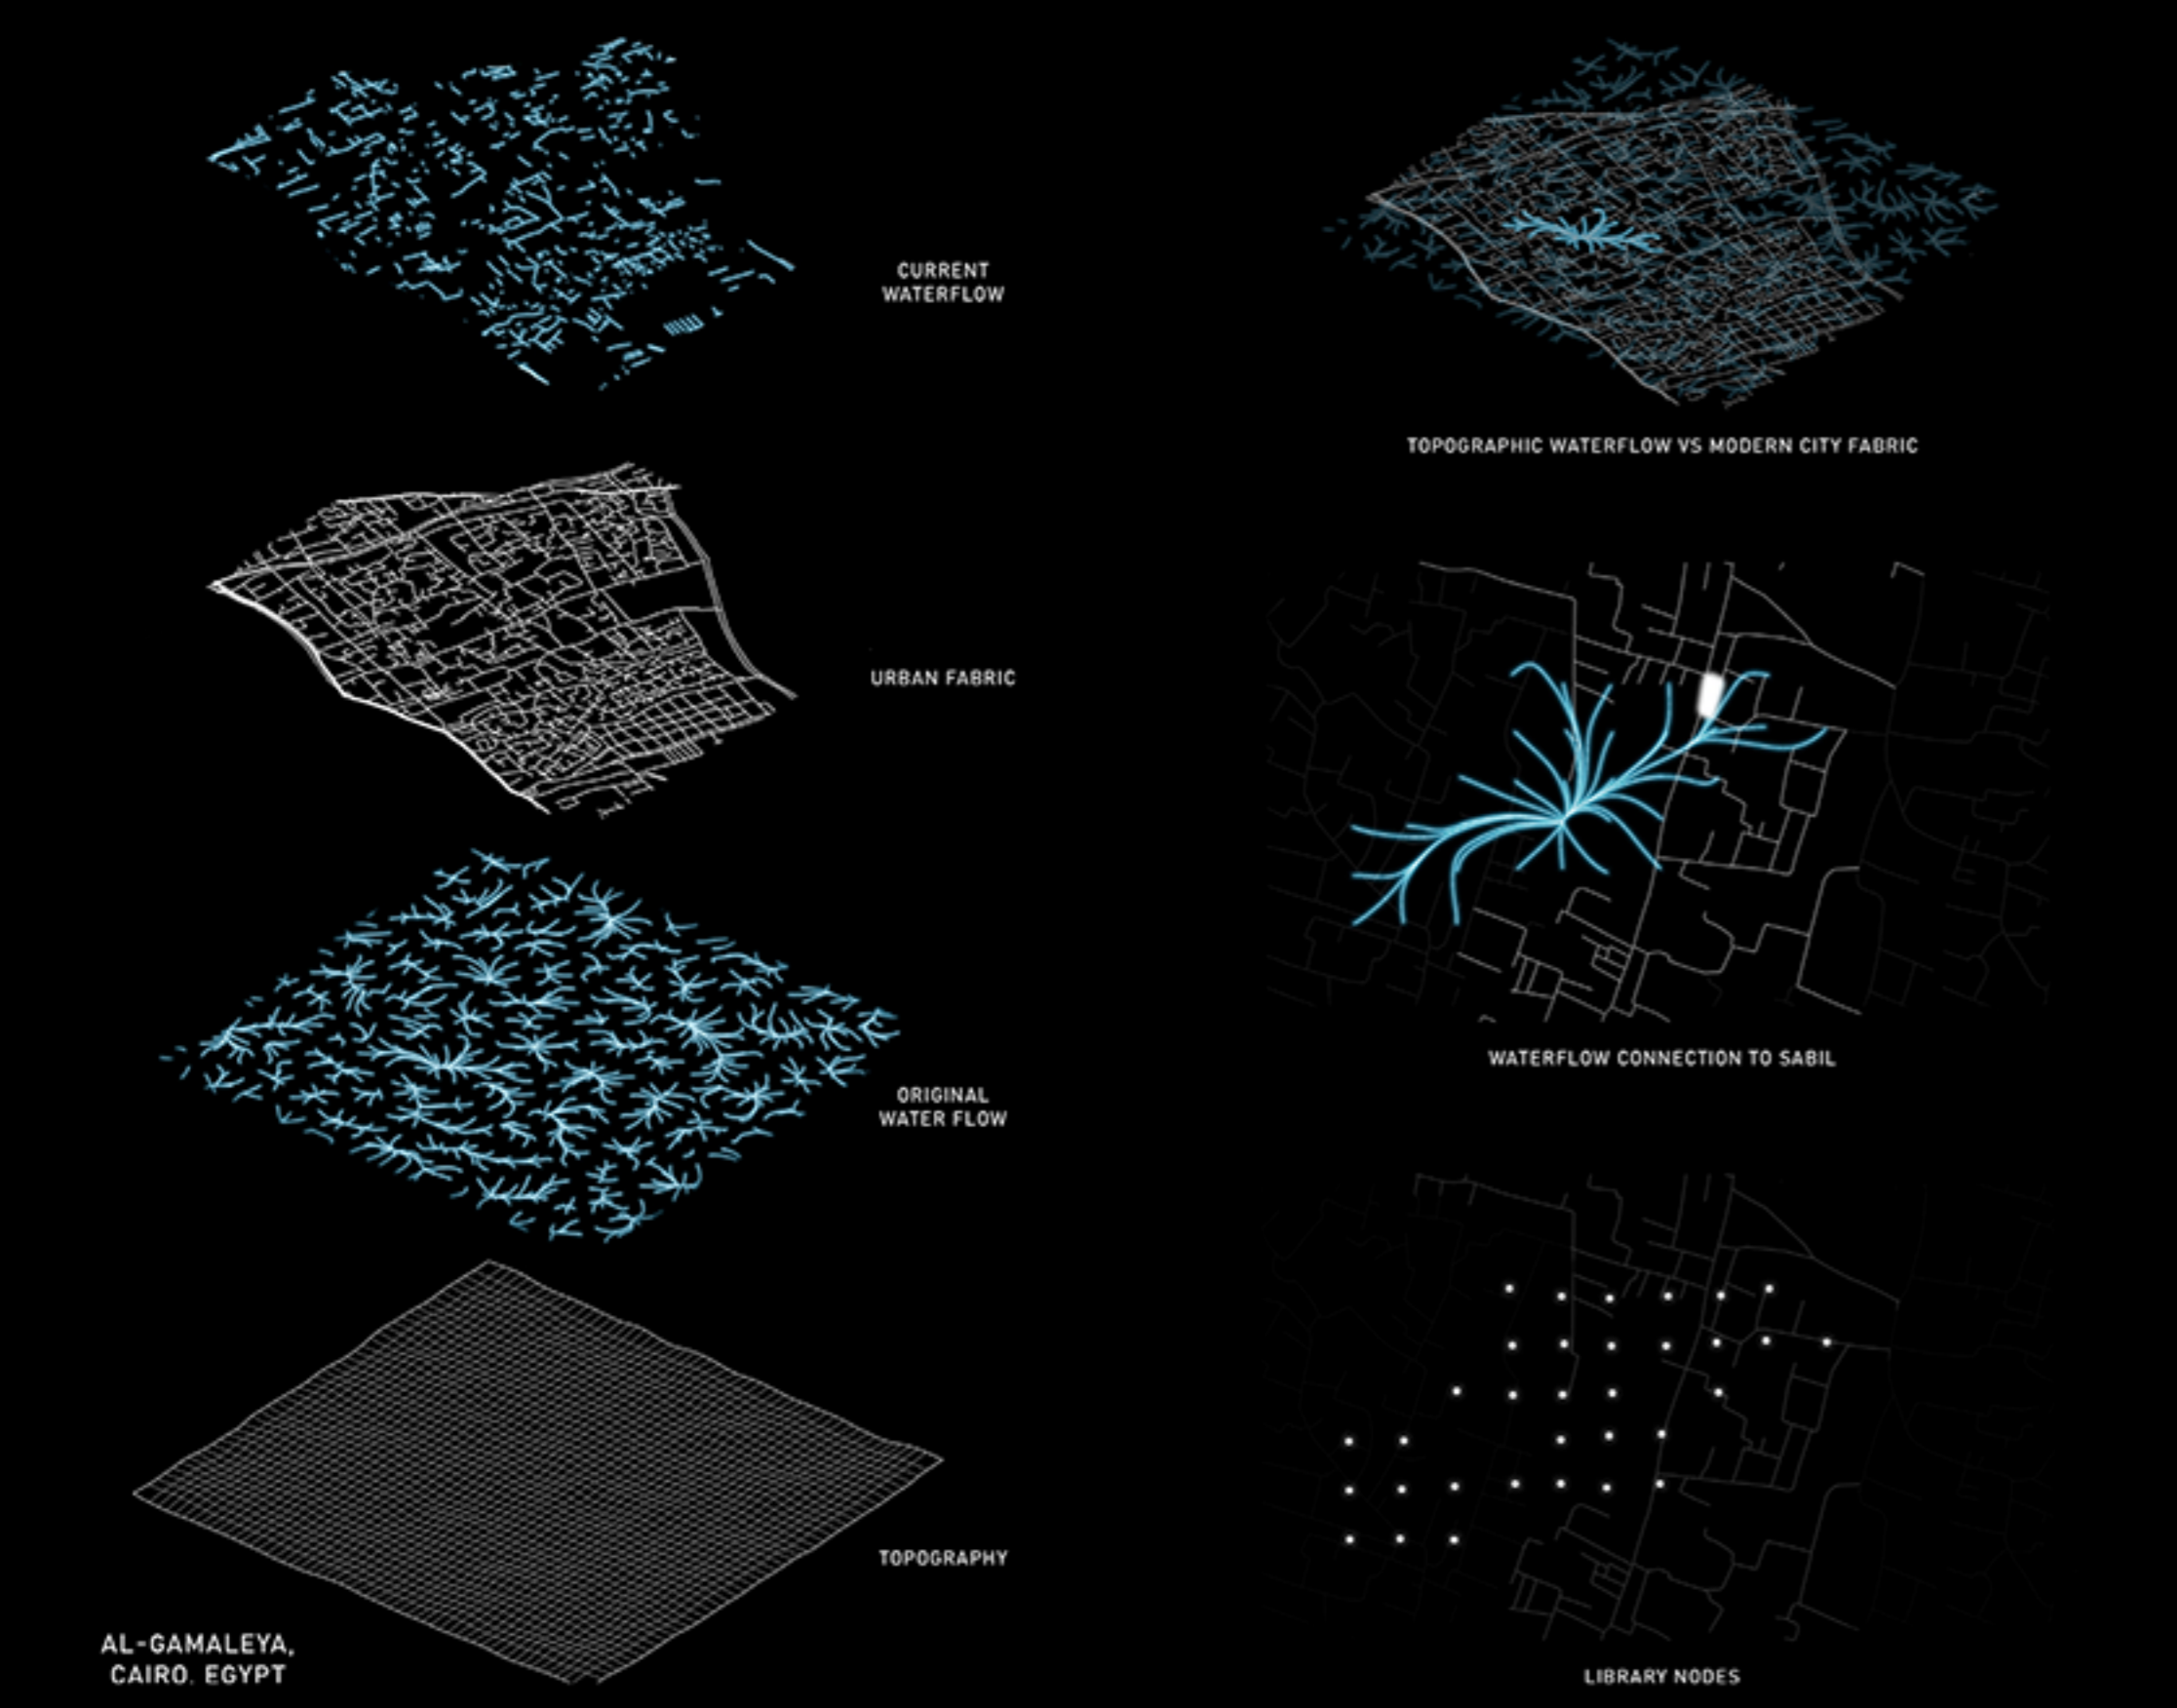 CURRENT
WATERFLOW
URBAN FABRIC
ORIGINAL
WATER FLOW
TOPOGRAPHY
AL-GAMALEYA,
CAIRO, EGYPT
TOPOGRAPHIC WATERFLOW VS MODERN CITY FABRIC
WATERFLOW CONNECTION TO SABIL
LIBRARY NODES